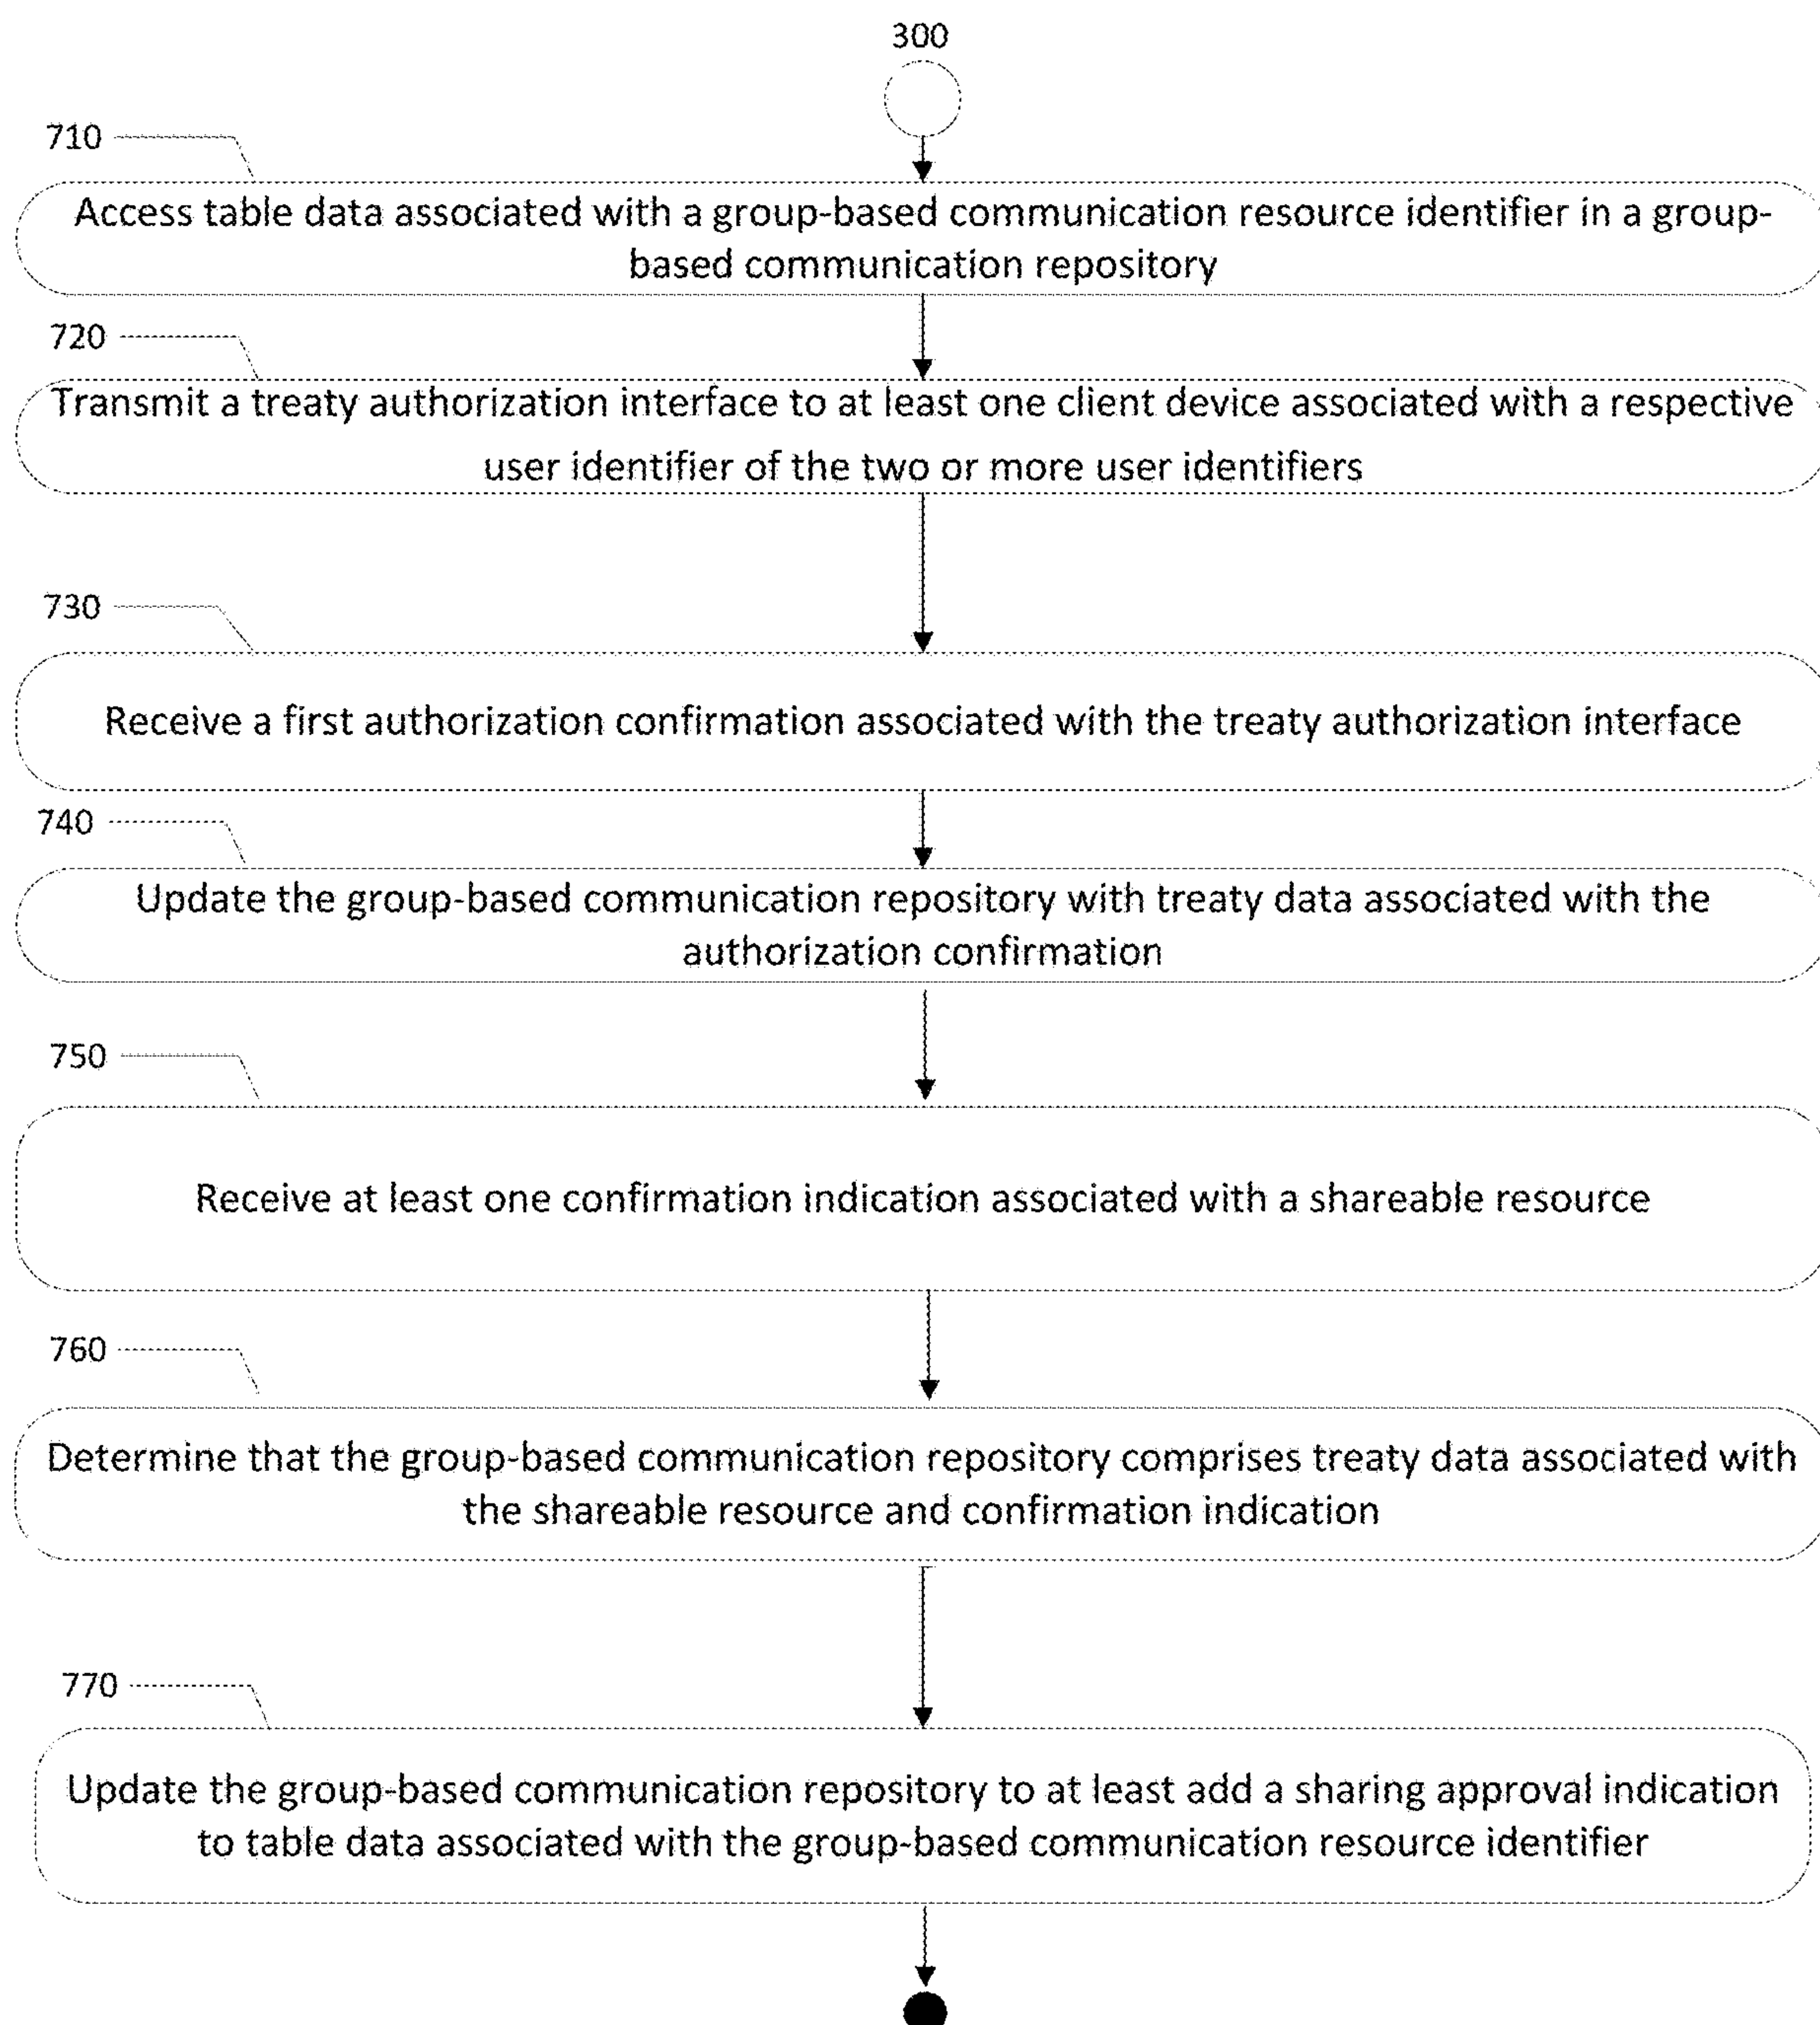 300
710
Access table data associated with a group-based communication resource identifier in a group-
based communication repository
720
Transmit a treaty authorization interface to at least one client device associated with a respective
user identifier of the two or more user identifiers
730
Receive a first authorization confirmation associated with the treaty authorization interface
740
Update the group-based communication repository with treaty data associated with the
authorization confirmation
750
Receive at least one confirmation indication associated with a shareable resource
760
Determine that the group-based communication repository comprises treaty data associated with
the shareable resource and confirmation indication
770
Update the group-based communication repository to at least add a sharing approval indication
to table data associated with the group-based communication resource identifier